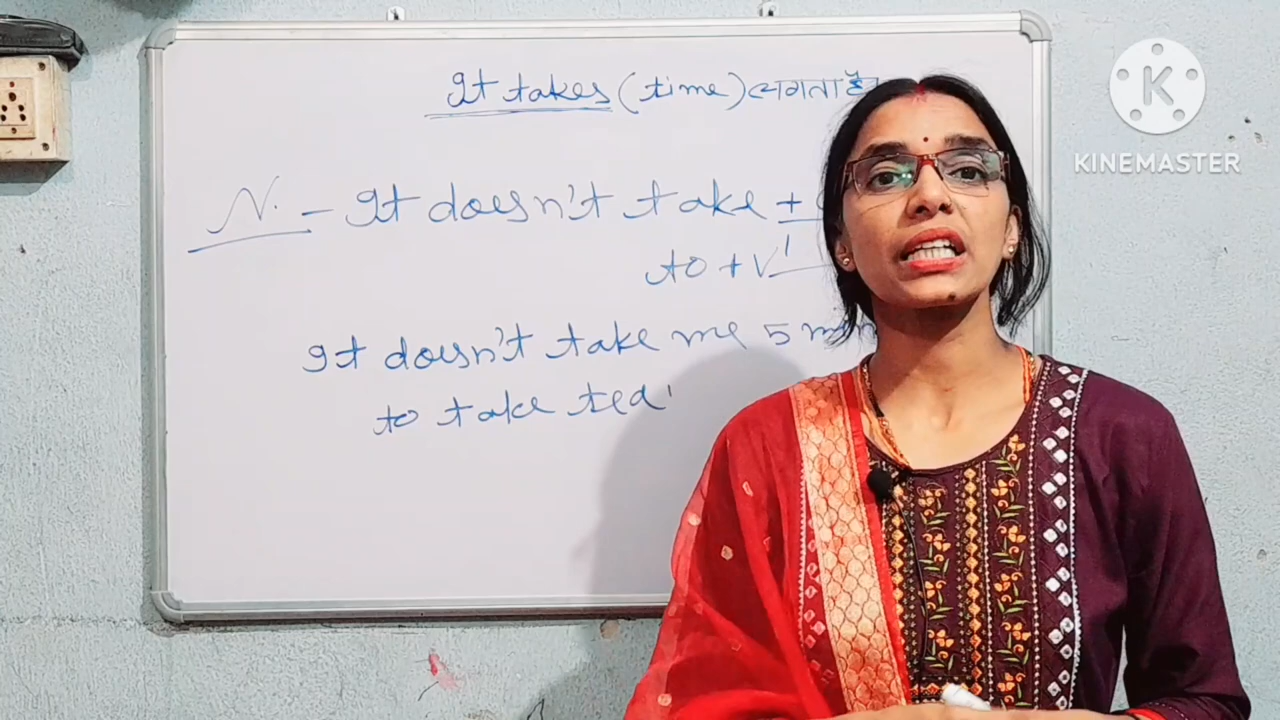 It takes (time) लगता है
N. - It doesn't take +
to + V1
It doesn't take me 5
to take tea
KINEMASTER